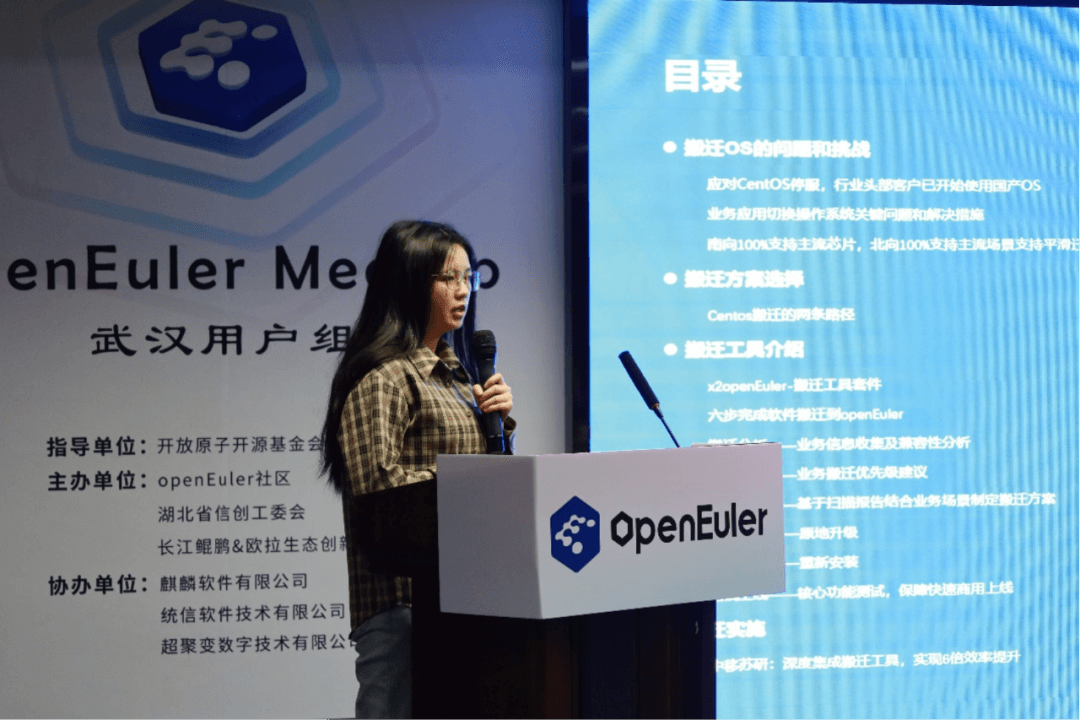 enEuler Me
武汉用户组
指导单位：开放原子开源基金会
主办单位：openEuler社区
湖北省信创工委会
长江鲲鹏&欧拉生态创新
协办单位：麒麟软件有限公司
统信软件技术有限公司
超聚变数字技术有限公司
OpenEuler
目录
● 搬迁OS的问题和挑战
应对CentOS停服，行业头部客户已开始使用国产OS
业务应用切换操作系统关键问题和解决措施
南向100%支持主流芯片，北向100%支持主流场景支持平滑迁
● 搬迁方案选择
Centos搬迁的两条路径
● 搬迁工具介绍
x2openEuler-搬迁工具套件
六步完成软件搬迁到openEuler
搬迁分析——业务信息收集及兼容性分析
—业务搬迁优先级建议
—基于扫描报告结合业务场景制定搬迁方案
—原地升级
—重新安装
—核心功能测试，保障快速商用上线
迁实施
中移苏研：深度集成搬迁工具，实现6倍效率提升